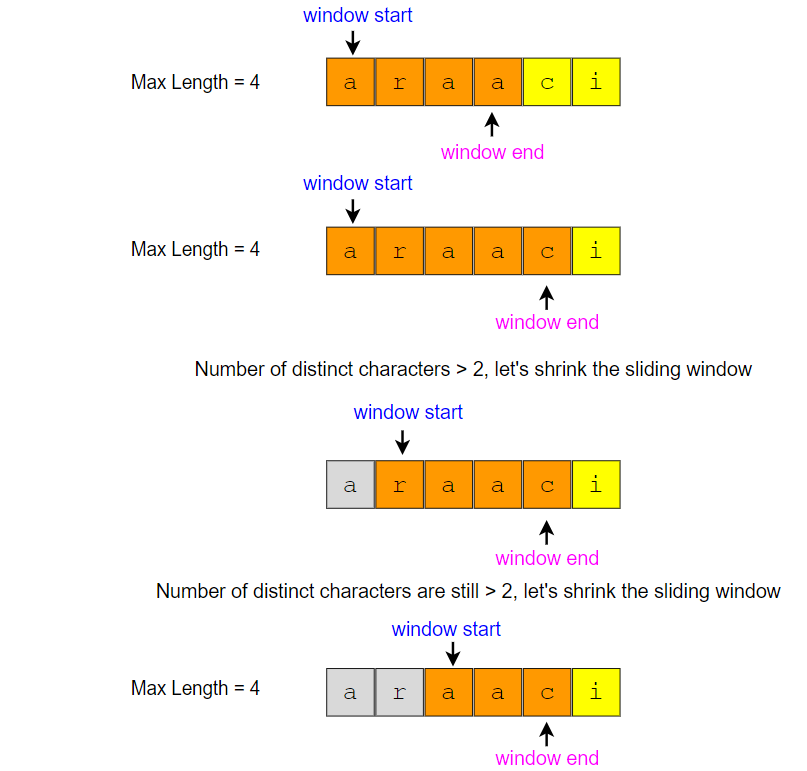 window start
Max Length = 4
a r a a c i
window end
window start
Max Length = 4
a r a a c i
window end
Number of distinct characters > 2, let's shrink the sliding window
window start
a r a a c i
window end
Number of distinct characters are still > 2, let's shrink the sliding window
window start
Max Length = 4
a r a a c i
window end